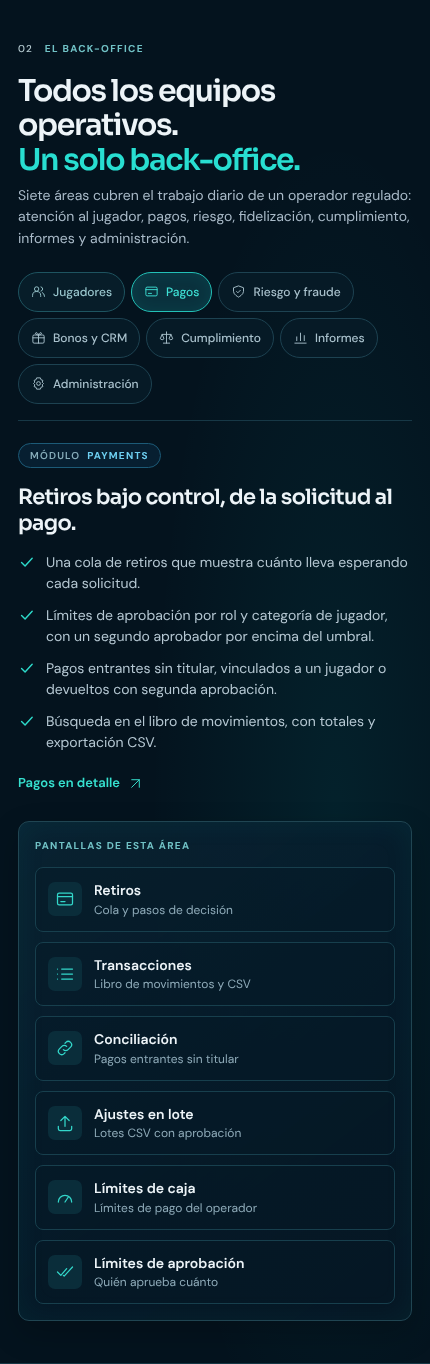 02 EL BACK-OFFICE
Todos los equipos
operativos.
Un solo back-office.
Siete áreas cubren el trabajo diario de un operador regulado:
atención al jugador, pagos, riesgo, fidelización, cumplimiento,
informes y administración.
Jugadores
Pagos
Riesgo y fraude
Bonos y CRM
Cumplimiento
Informes
Administración
MÓDULO PAYMENTS
Retiros bajo control, de la solicitud al
pago.
Una cola de retiros que muestra cuánto lleva esperando
cada solicitud.
Límites de aprobación por rol y categoría de jugador,
con un segundo aprobador por encima del umbral.
Pagos entrantes sin titular, vinculados a un jugador o
devueltos con segunda aprobación.
Búsqueda en el libro de movimientos, con totales y
exportación CSV.
Pagos en detalle
PANTALLAS DE ESTA ÁREA
Retiros
Cola y pasos de decisión
Transacciones
Libro de movimientos y CSV
Conciliación
Pagos entrantes sin titular
Ajustes en lote
Lotes CSV con aprobación
Límites de caja
Límites de pago del operador
Límites de aprobación
Quién aprueba cuánto